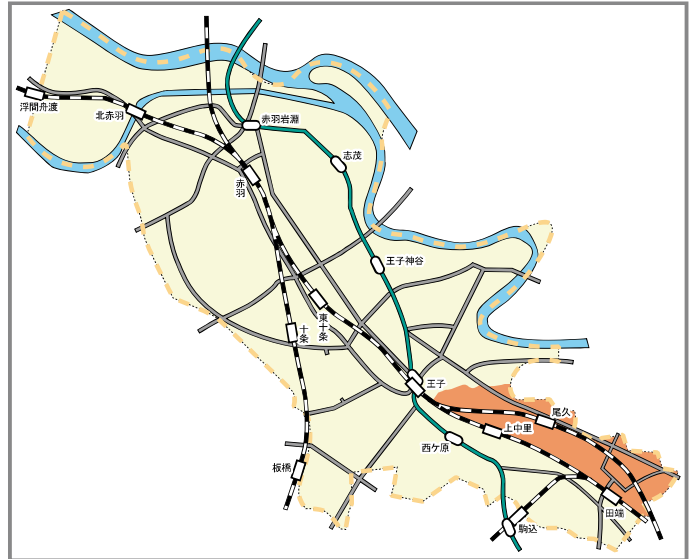 浮間舟渡
北赤羽
赤羽岩淵
志茂
赤羽
王子神谷
東十条
十条
王子
尾久
上中里
西ケ原
板橋
田端
駒込